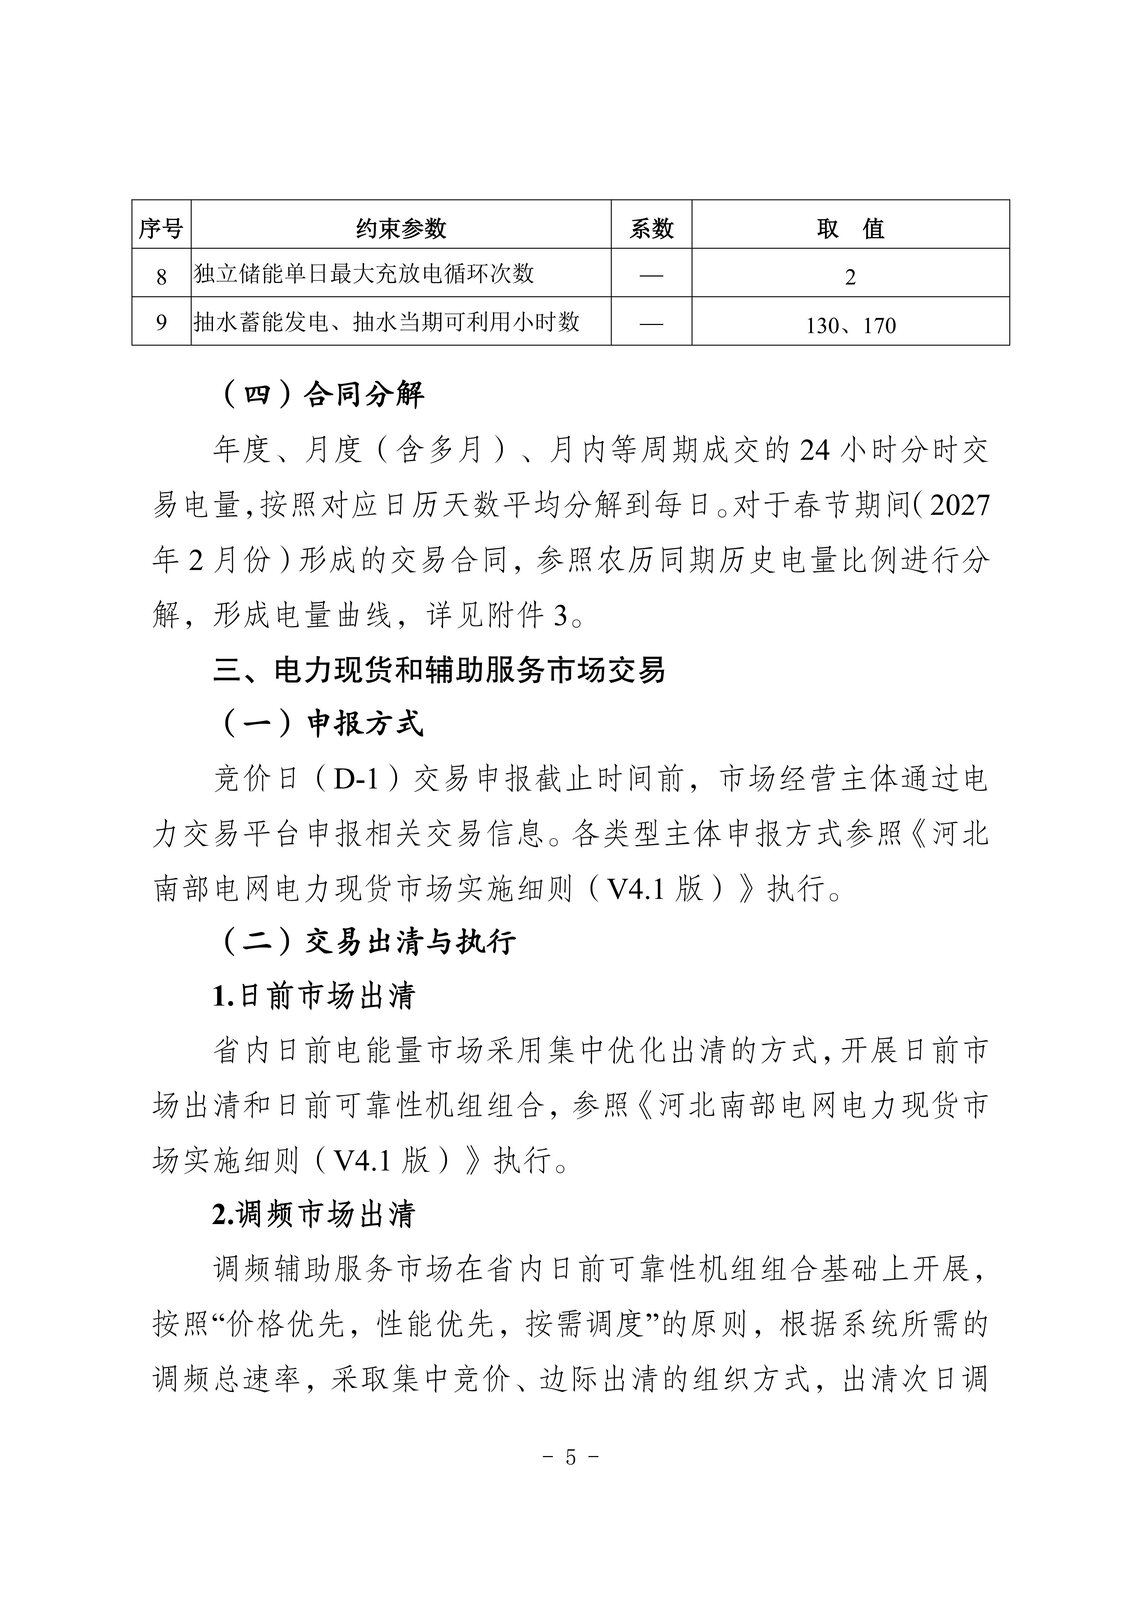 序号 约束参数 系数 取 值
8 独立储能单日最大充放电循环次数 — 2
9 抽水蓄能发电、抽水当期可利用小时数 — 130、170
（四）合同分解
年度、月度（含多月）、月内等周期成交的 24 小时分时交
易电量，按照对应日历天数平均分解到每日。对于春节期间（2027
年 2 月份）形成的交易合同，参照农历同期历史电量比例进行分
解，形成电量曲线，详见附件 3。
三、电力现货和辅助服务市场交易
（一）申报方式
竞价日（D-1）交易申报截止时间前，市场经营主体通过电
力交易平台申报相关交易信息。各类型主体申报方式参照《河北
南部电网电力现货市场实施细则（V4.1 版）》执行。
（二）交易出清与执行
1.日前市场出清
省内日前电能量市场采用集中优化出清的方式，开展日前市
场出清和日前可靠性机组组合，参照《河北南部电网电力现货市
场实施细则（V4.1 版）》执行。
2.调频市场出清
调频辅助服务市场在省内日前可靠性机组组合基础上开展，
按照“价格优先，性能优先，按需调度”的原则，根据系统所需的
调频总速率，采取集中竞价、边际出清的组织方式，出清次日调
- 5 -